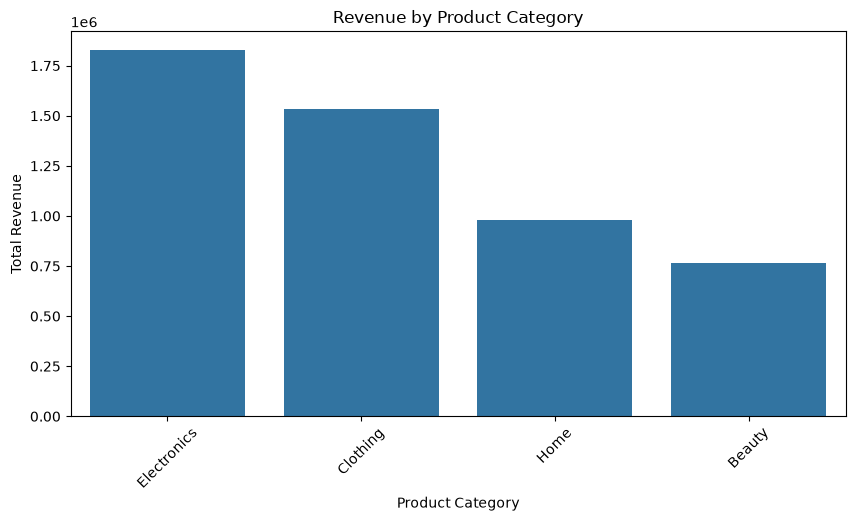 Revenue by Product Category
1e6
1.75
1.50
1.25
1.00
0.75
0.50
0.25
0.00
Total Revenue
Electronics
Clothing
Home
Beauty
Product Category